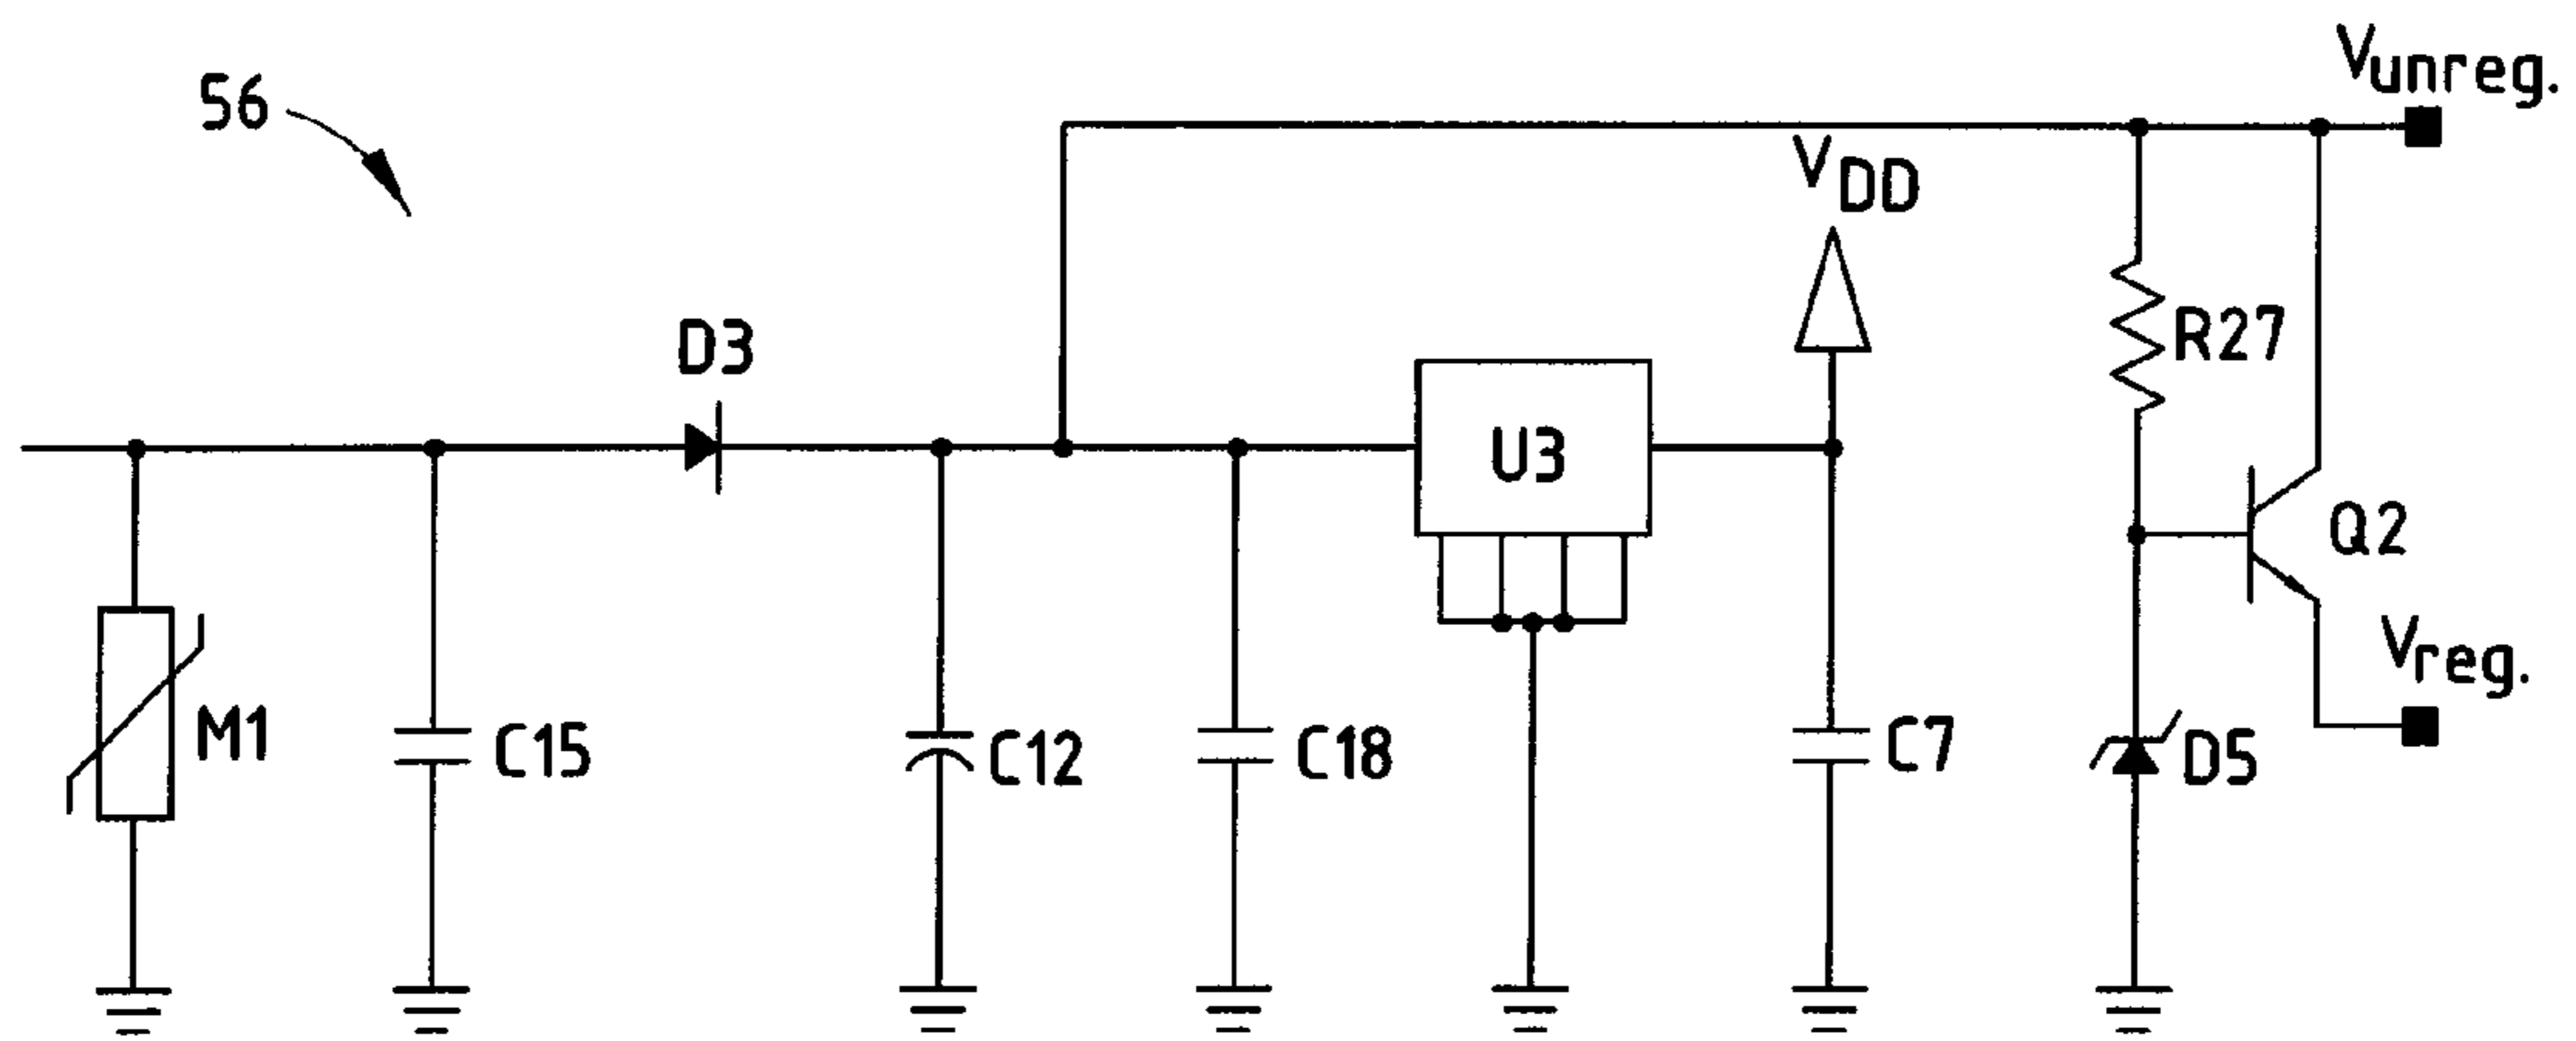 56
Vunreg.
VDD
D3
R27
U3
Q2
Vreg.
M1
C15
C12
C18
C7
D5